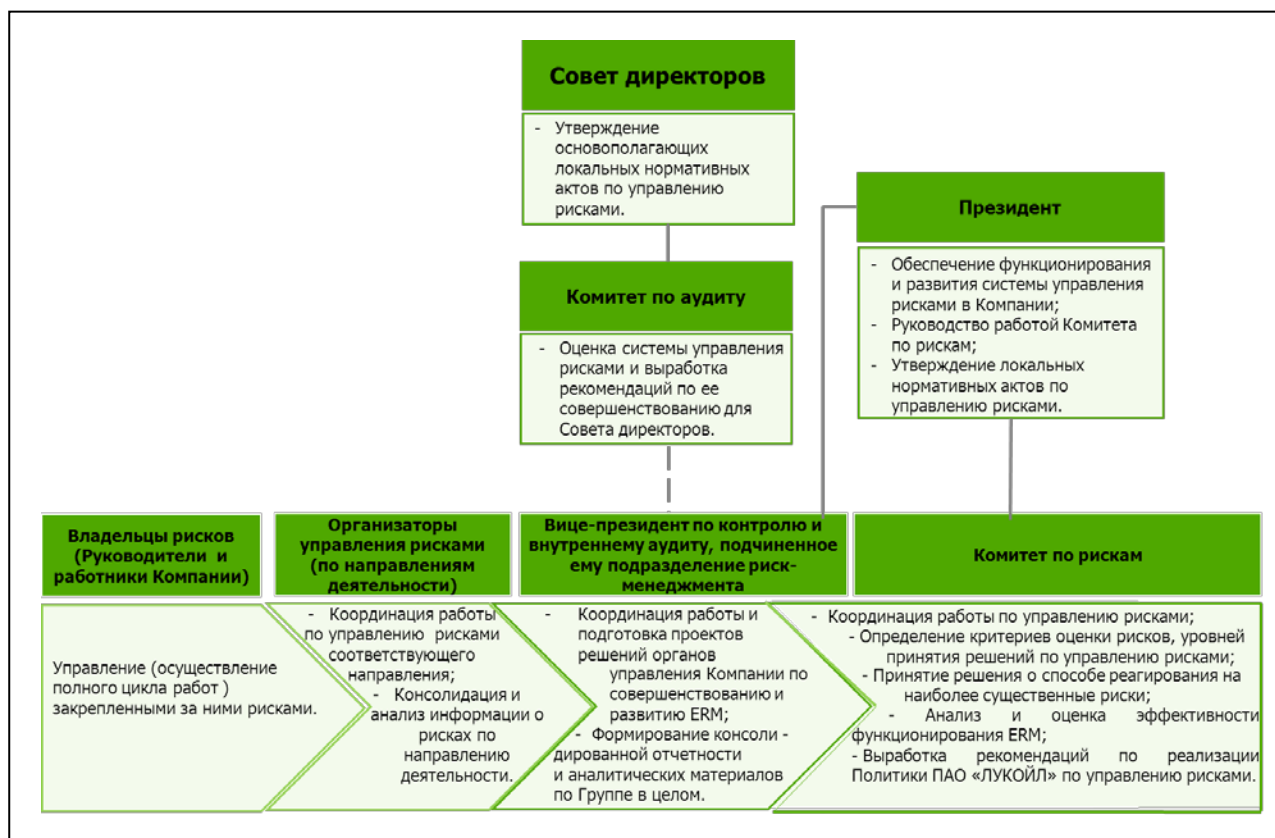 Совет директоров
- Утверждение
основополагающих
локальных нормативных
актов по управлению
рисками.
Президент
- Обеспечение функционирования
и развития системы управления
рисками в Компании;
- Руководство работой Комитета
по рискам;
- Утверждение локальных
нормативных актов по
управлению рисками.
Комитет по аудиту
- Оценка системы управления
рисками и выработка
рекомендаций по ее
совершенствованию для
Совета директоров.
Владельцы рисков
(Руководители и
работники Компании)
Управление (осуществление
полного цикла работ )
закрепленными за ними рисками.
Организаторы
управления рисками
(по направлениям
деятельности)
- Координация работы
по управлению рисками
соответствующего
направления;
- Консолидация и
анализ информации о
рисках по
направлению
деятельности.
Вице-президент по контролю и
внутреннему аудиту, подчиненное
ему подразделение риск-
менеджмента
- Координация работы и
подготовка проектов
решений органов
управления Компании по
совершенствованию и
развитию ERM;
- Формирование консоли -
дированной отчетности
и аналитических материалов
по Группе в целом.
Комитет по рискам
- Координация работы по управлению рисками;
- Определение критериев оценки рисков, уровней
принятия решений по управлению рисками;
- Принятие решения о способе реагирования на
наиболее существенные риски;
- Анализ и оценка эффективности
функционирования ERM;
- Выработка рекомендаций по реализации
Политики ПАО «ЛУКОЙЛ» по управлению рисками.